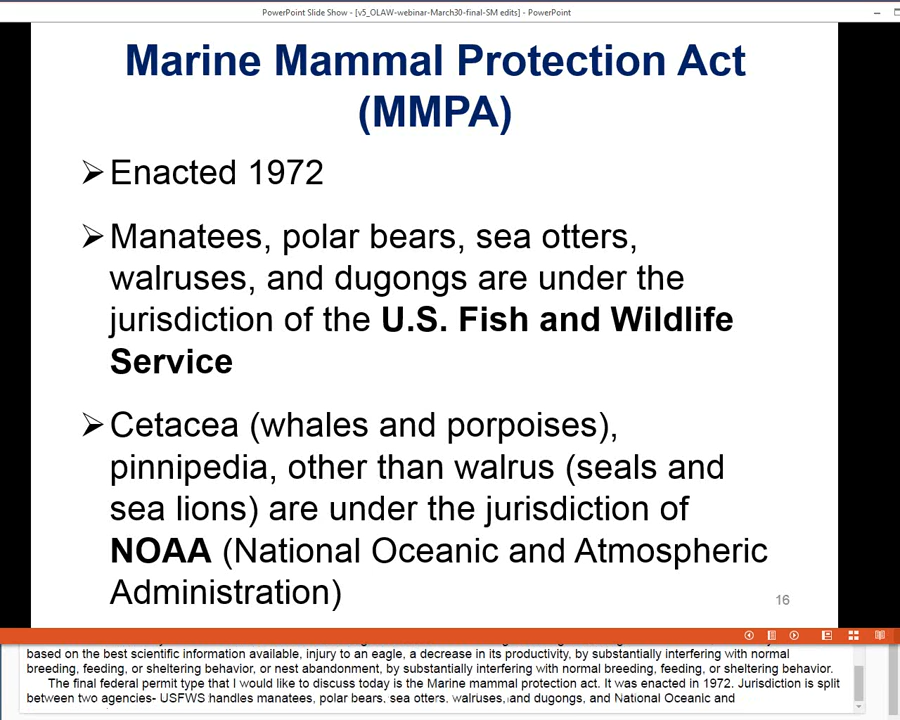 PowerPoint Slide Show - [v5_OLAW-webinar-March30-final-SM edits] - PowerPoint
Marine Mammal Protection Act
(MMPA)
Enacted 1972
Manatees, polar bears, sea otters,
walruses, and dugongs are under the
jurisdiction of the U.S. Fish and Wildlife
Service
Cetacea (whales and porpoises),
pinnipedia, other than walrus (seals and
sea lions) are under the jurisdiction of
NOAA (National Oceanic and Atmospheric
Administration)
16
based on the best scientific information available, injury to an eagle, a decrease in its productivity, by substantially interfering with normal
breeding, feeding, or sheltering behavior, or nest abandonment, by substantially interfering with normal breeding, feeding, or sheltering behavior.
The final federal permit type that I would like to discuss today is the Marine mammal protection act. It was enacted in 1972. Jurisdiction is split
between two agencies- USFWS handles manatees, polar bears, sea otters, walruses, and dugongs, and National Oceanic and